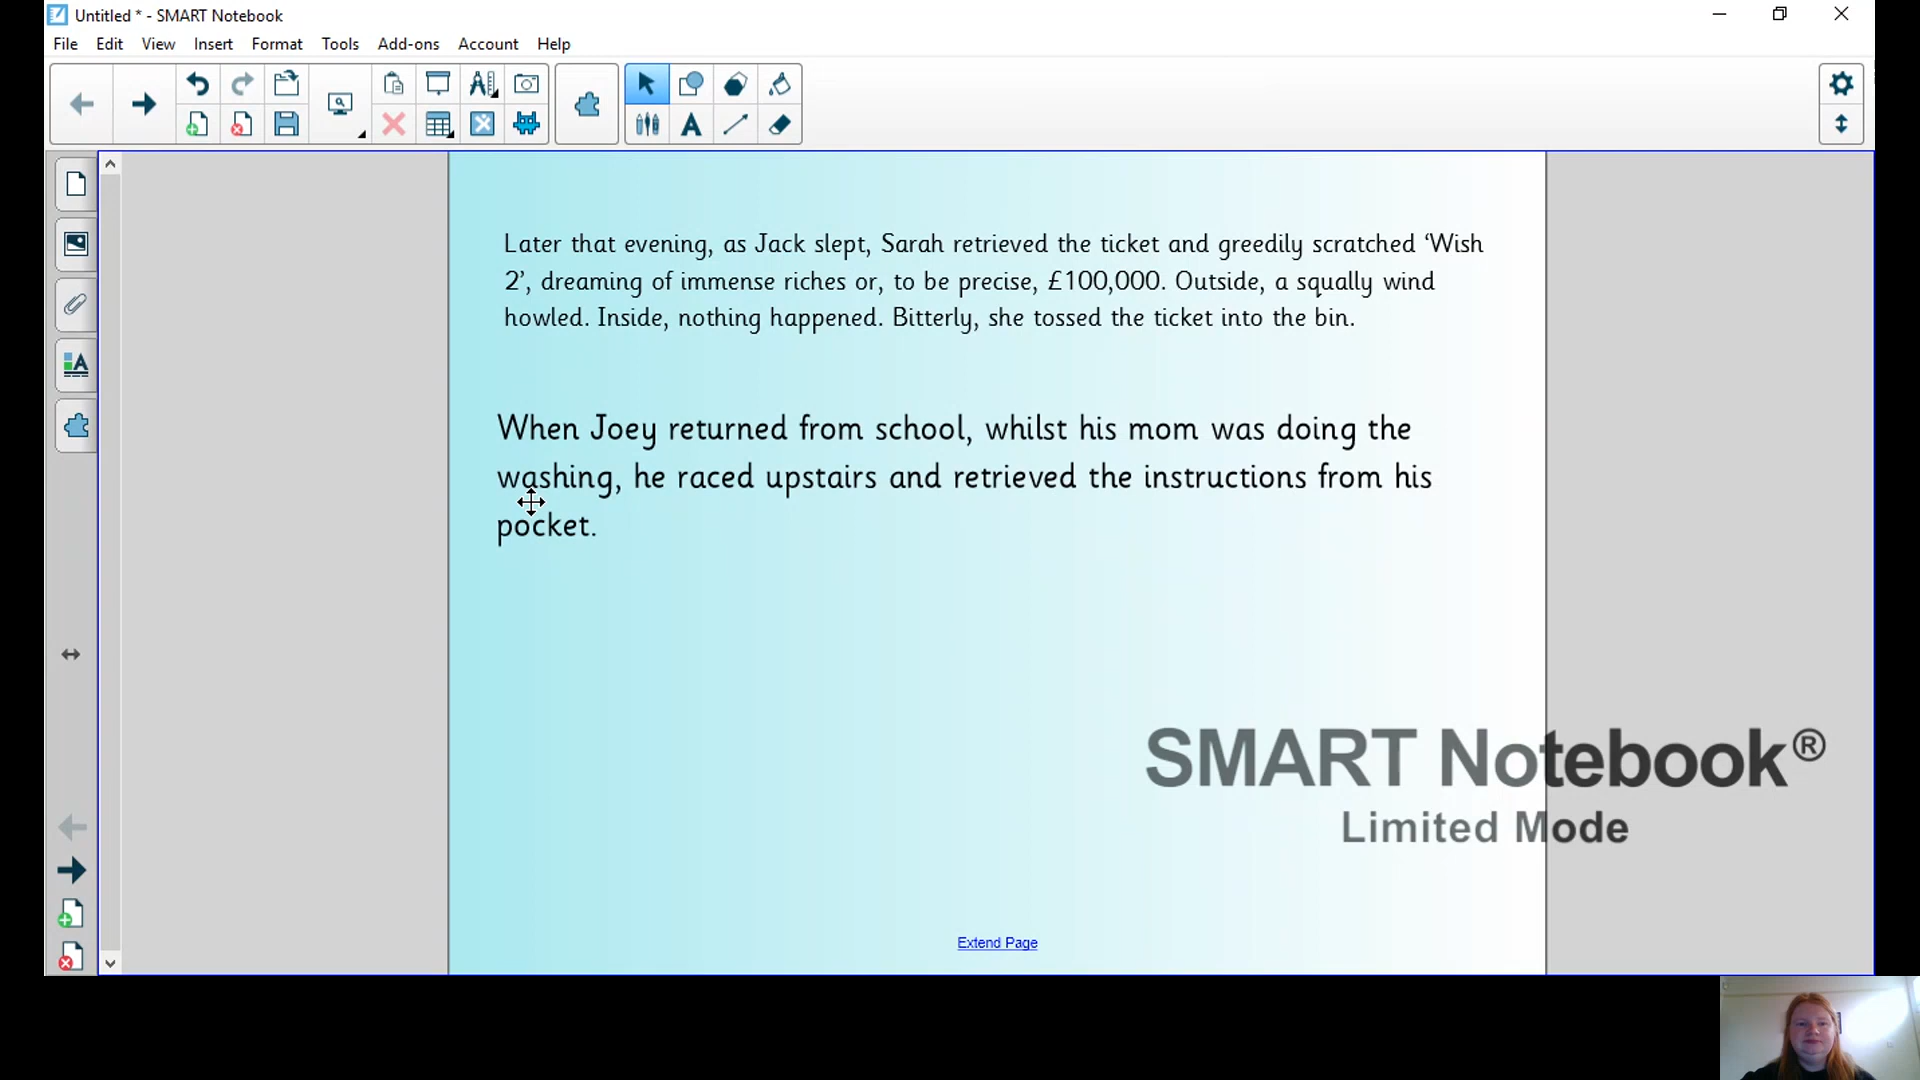 Untitled * - SMART Notebook
File Edit View Insert Format Tools Add-ons Account Help
Later that evening, as Jack slept, Sarah retrieved the ticket and greedily scratched ‘Wish
2’, dreaming of immense riches or, to be precise, £100,000. Outside, a squally wind
howled. Inside, nothing happened. Bitterly, she tossed the ticket into the bin.
When Joey returned from school, whilst his mom was doing the
washing, he raced upstairs and retrieved the instructions from his
pocket.
SMART Notebook®
Limited Mode
Extend Page